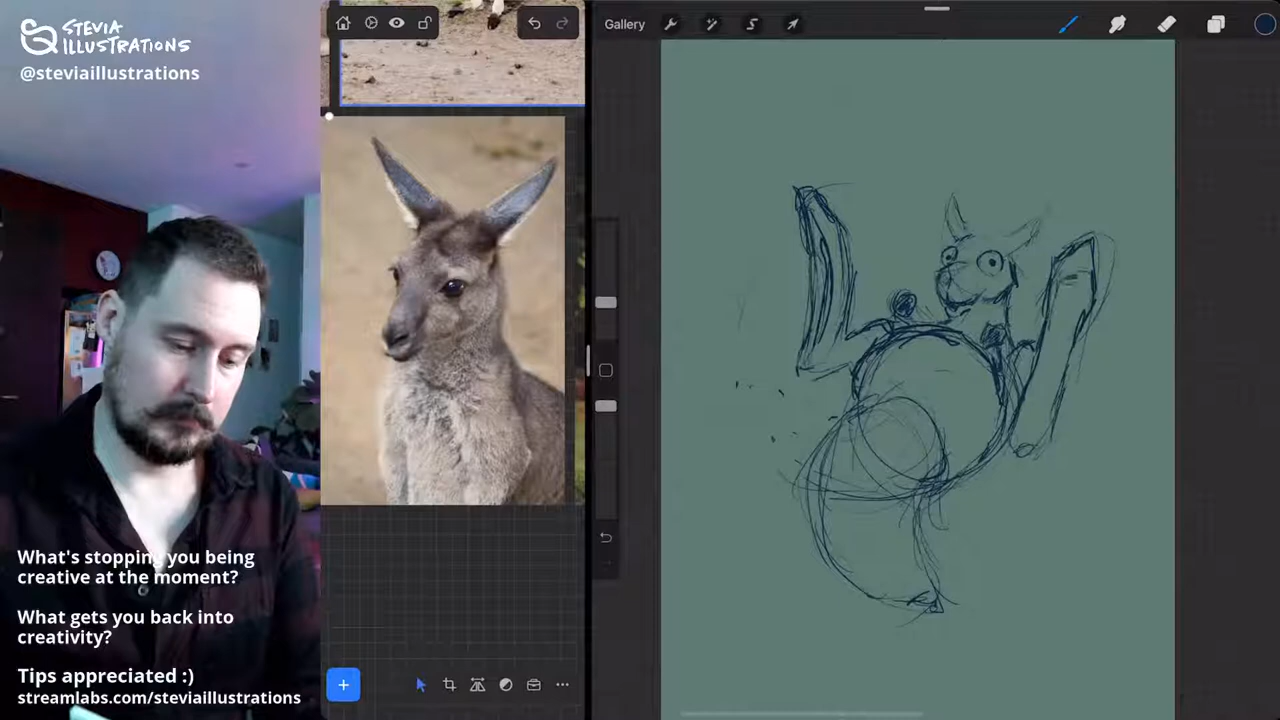 STEVIA
ILLUSTRATIONS
@steviaillustrations
Gallery
What's stopping you being
creative at the moment?
What gets you back into
creativity?
Tips appreciated :)
streamlabs.com/steviaillustrations